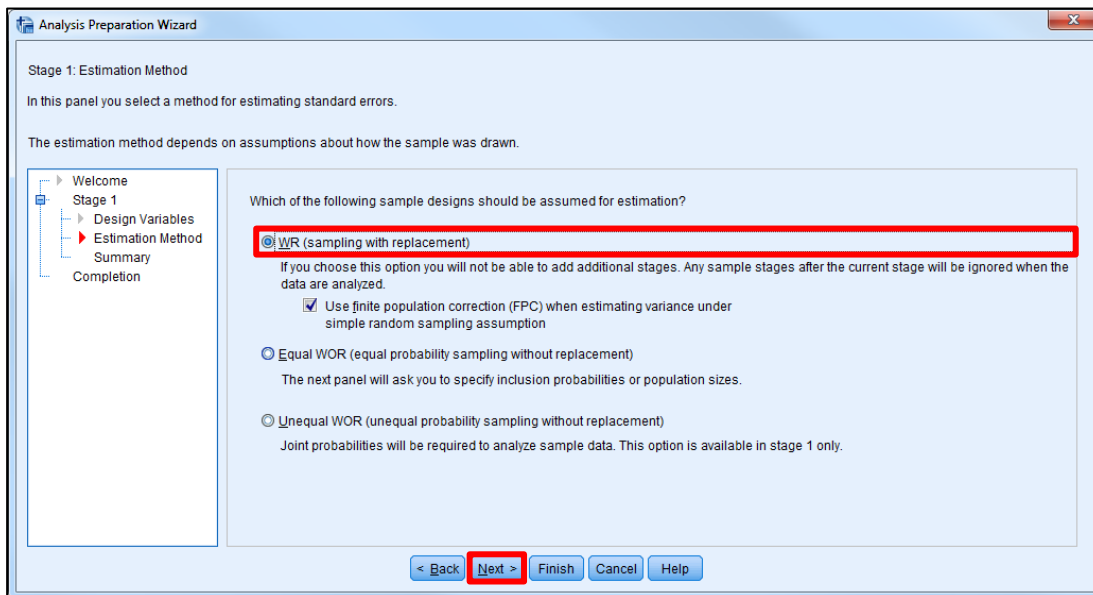 Analysis Preparation Wizard
x
Stage 1: Estimation Method
In this panel you select a method for estimating standard errors.
The estimation method depends on assumptions about how the sample was drawn.
Welcome
Stage 1
Design Variables
Estimation Method
Summary
Completion
Which of the following sample designs should be assumed for estimation?
WR (sampling with replacement)
If you choose this option you will not be able to add additional stages. Any sample stages after the current stage will be ignored when the
data are analyzed.
Use finite population correction (FPC) when estimating variance under
simple random sampling assumption
Equal WOR (equal probability sampling without replacement)
The next panel will ask you to specify inclusion probabilities or population sizes.
Unequal WOR (unequal probability sampling without replacement)
Joint probabilities will be required to analyze sample data. This option is available in stage 1 only.
< Back Next > Finish Cancel Help